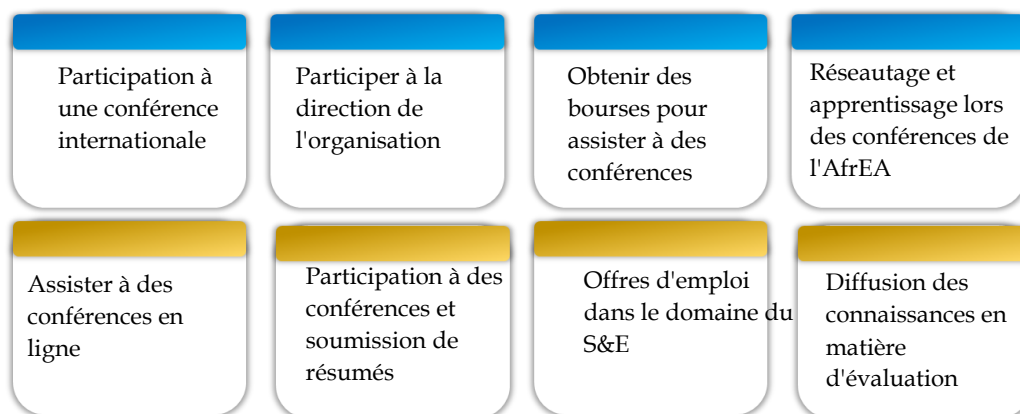 Participation à
une conférence
internationale
Participer à la
direction de
l'organisation
Obtenir des
bourses pour
assister à des
conférences
Réseautage et
apprentissage lors
des conférences de
l'AfrEA
Assister à des
conférences en
ligne
Participation à des
conférences et
soumission de
résumés
Offres d'emploi
dans le domaine du
S&E
Diffusion des
connaissances en
matière
d'évaluation